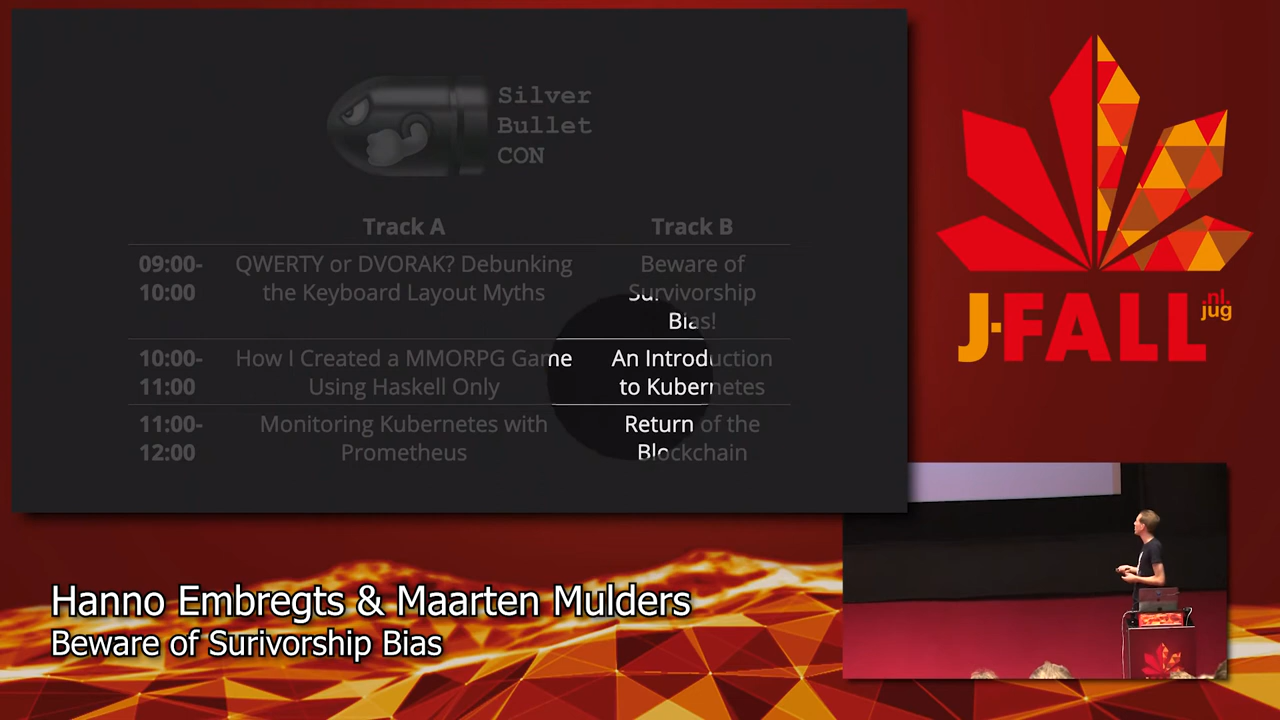 Silver
Bullet
CON
Track A
Track B
09:00-
10:00
QWERTY or DVORAK? Debunking
the Keyboard Layout Myths
Beware of
Survivorship
Bias!
10:00-
11:00
How I Created a MMORPG Game
Using Haskell Only
An Introduction
to Kubernetes
11:00-
12:00
Monitoring Kubernetes with
Prometheus
Return of the
Blockchain
J-FALL
.nl
jug
Hanno Embregts & Maarten Mulders
Beware of Surivorship Bias